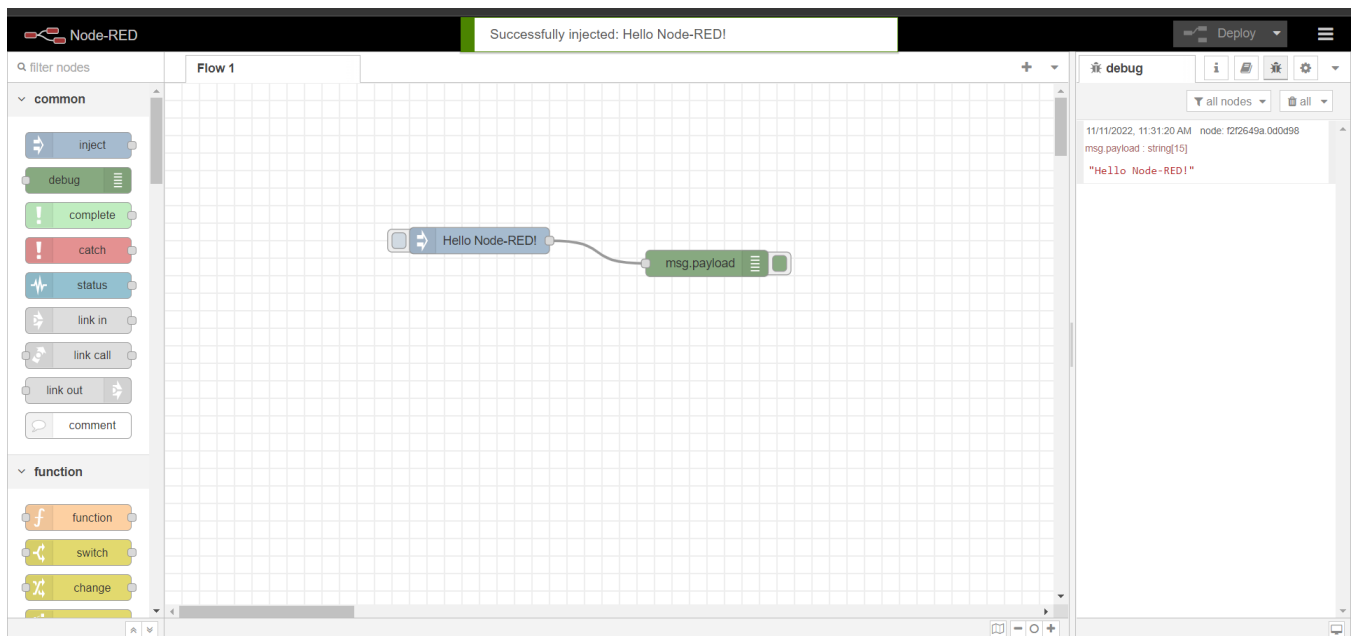 Node-RED
Successfully injected: Hello Node-RED!
Deploy
filter nodes
Flow 1
debug
i
common
all nodes
all
inject
debug
complete
catch
status
link in
link call
link out
comment
function
function
switch
change
Hello Node-RED!
msg.payload
11/11/2022, 11:31:20 AM node: f2f2649a.0d0d98
msg.payload : string[15]
"Hello Node-RED!"